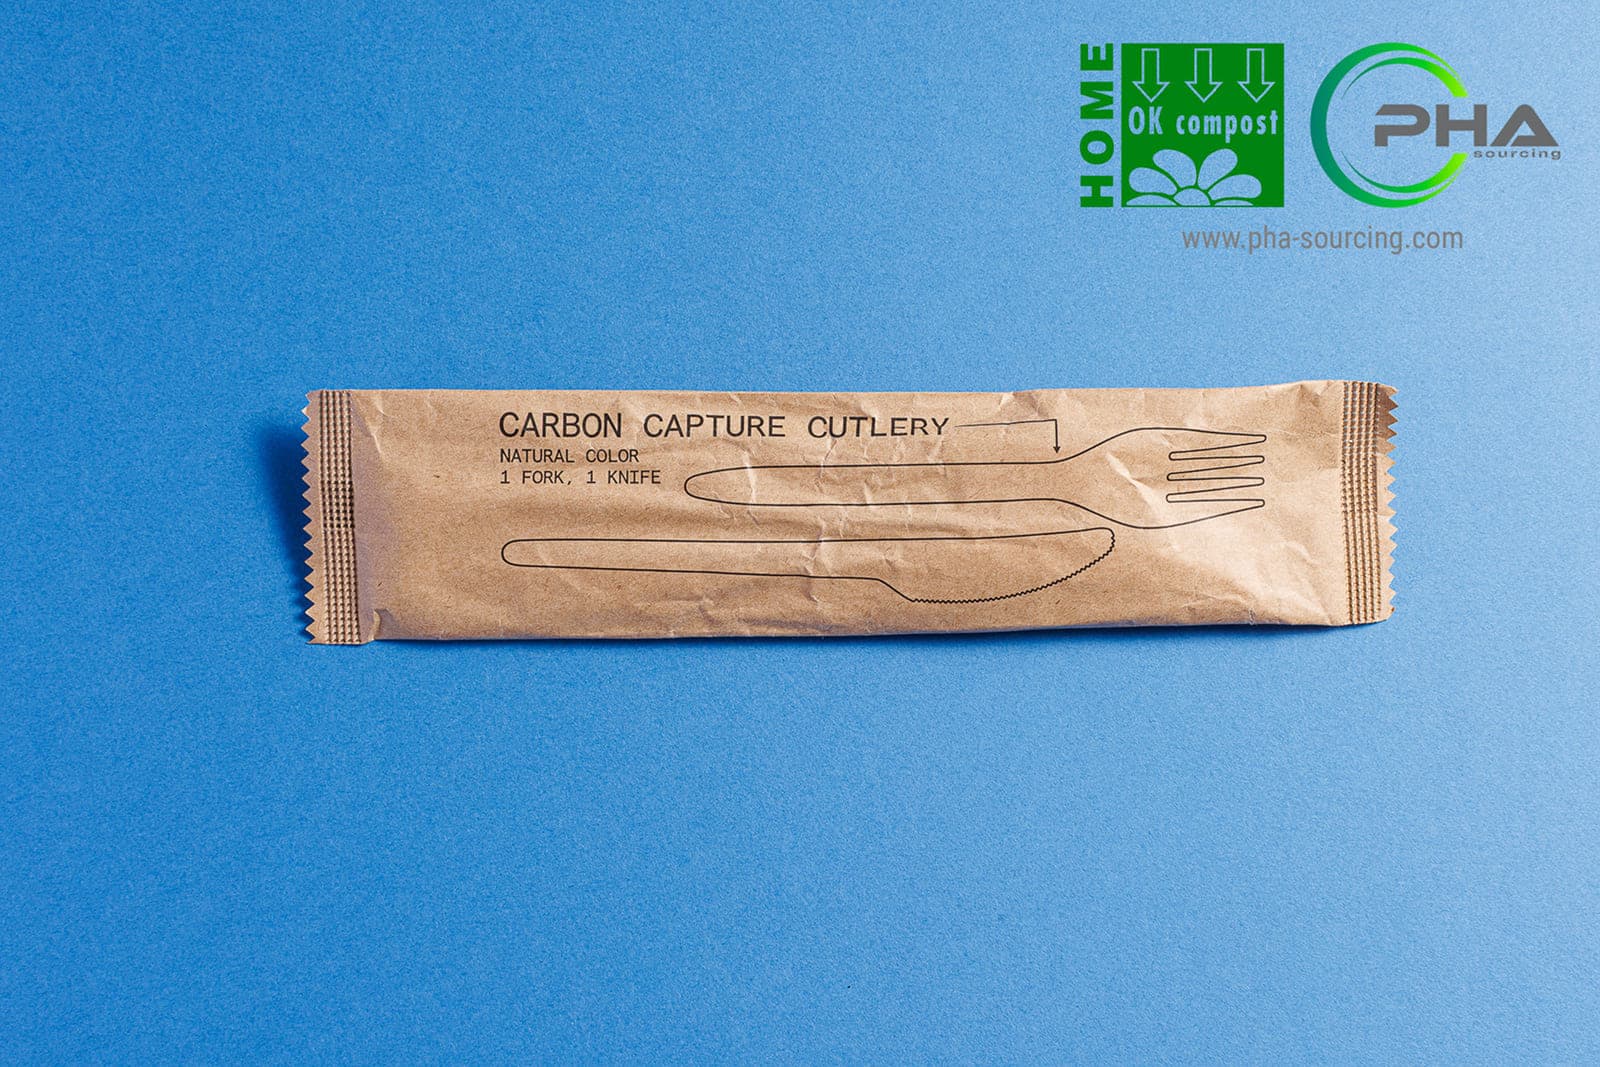 HOME
OK compost
PHA
sourcing
www.pha-sourcing.com
CARBON CAPTURE CUTLERY
NATURAL COLOR
1 FORK, 1 KNIFE